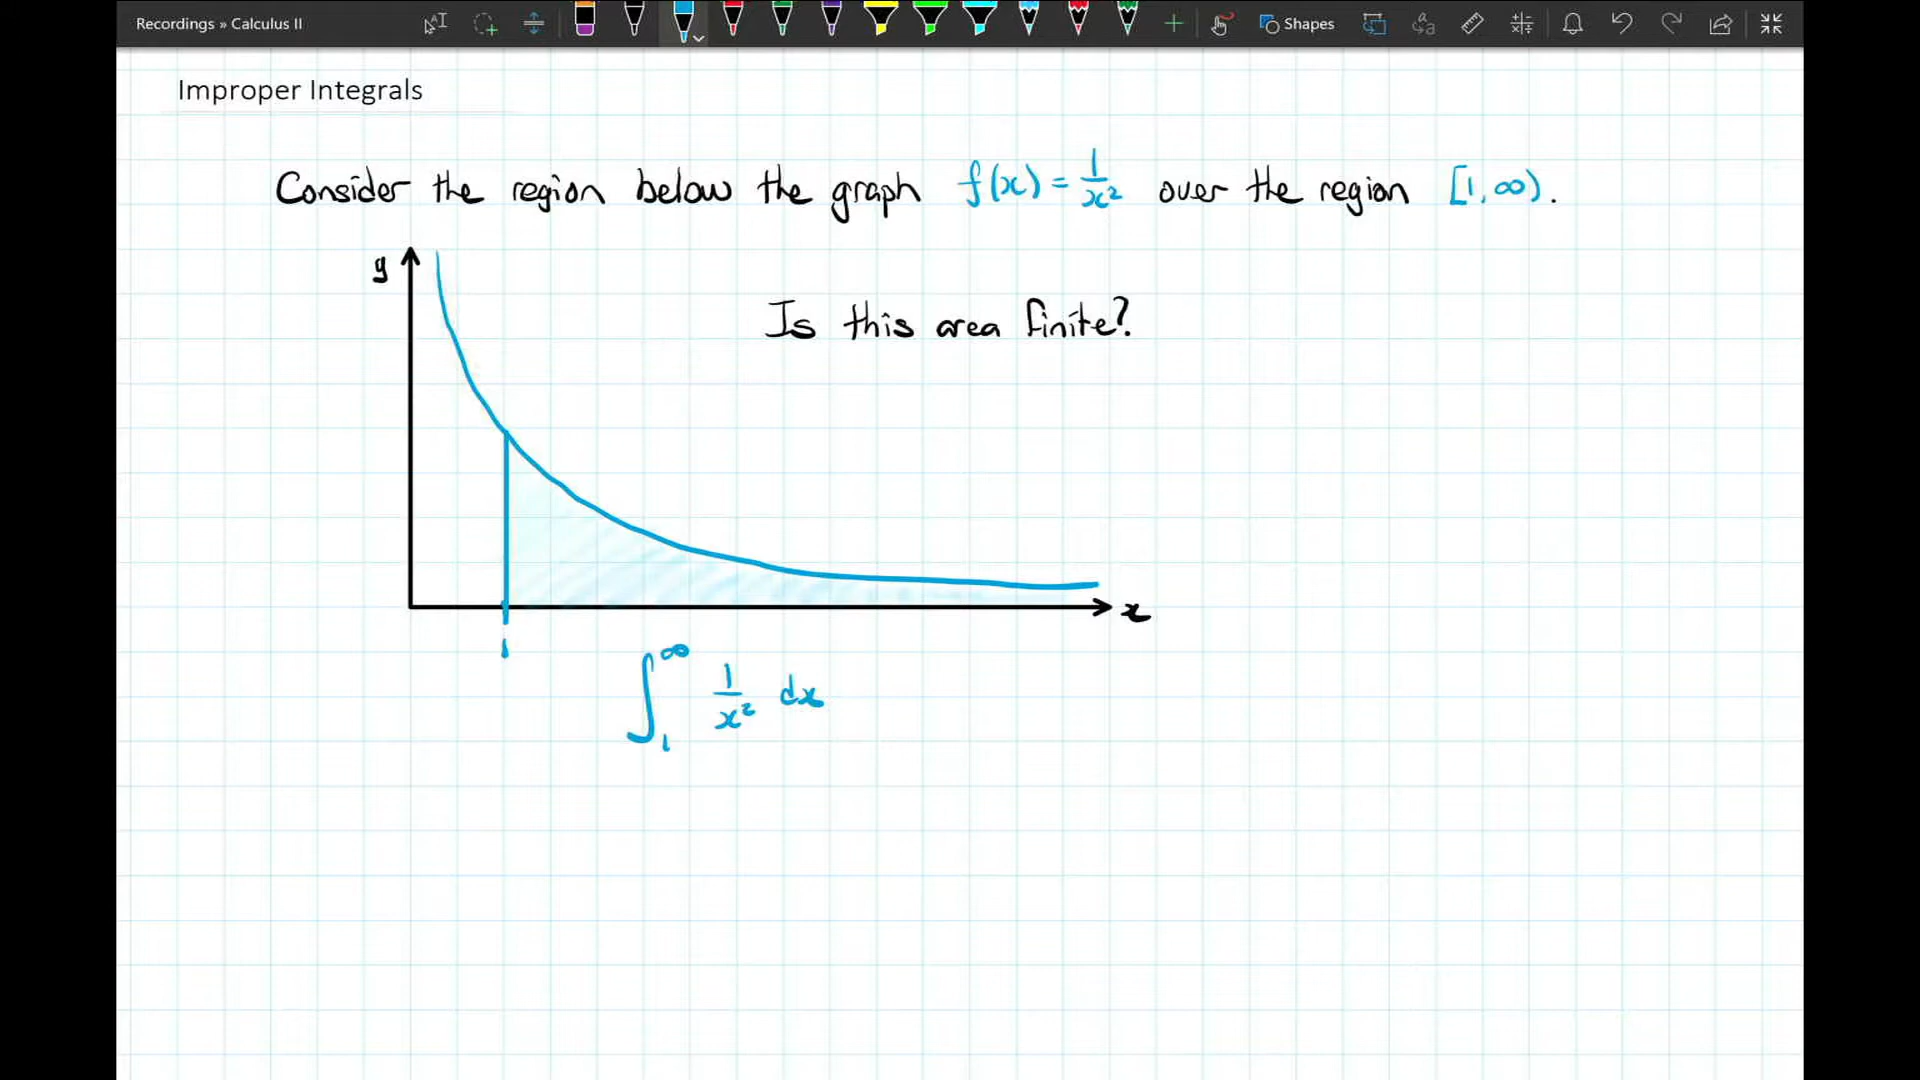 Recordings » Calculus II
Shapes
Improper Integrals
Consider the region below the graph f(x) = 1/x² over the region [1, ∞).
y
Is this area finite?
x
1
∫₁^∞ 1/x² dx